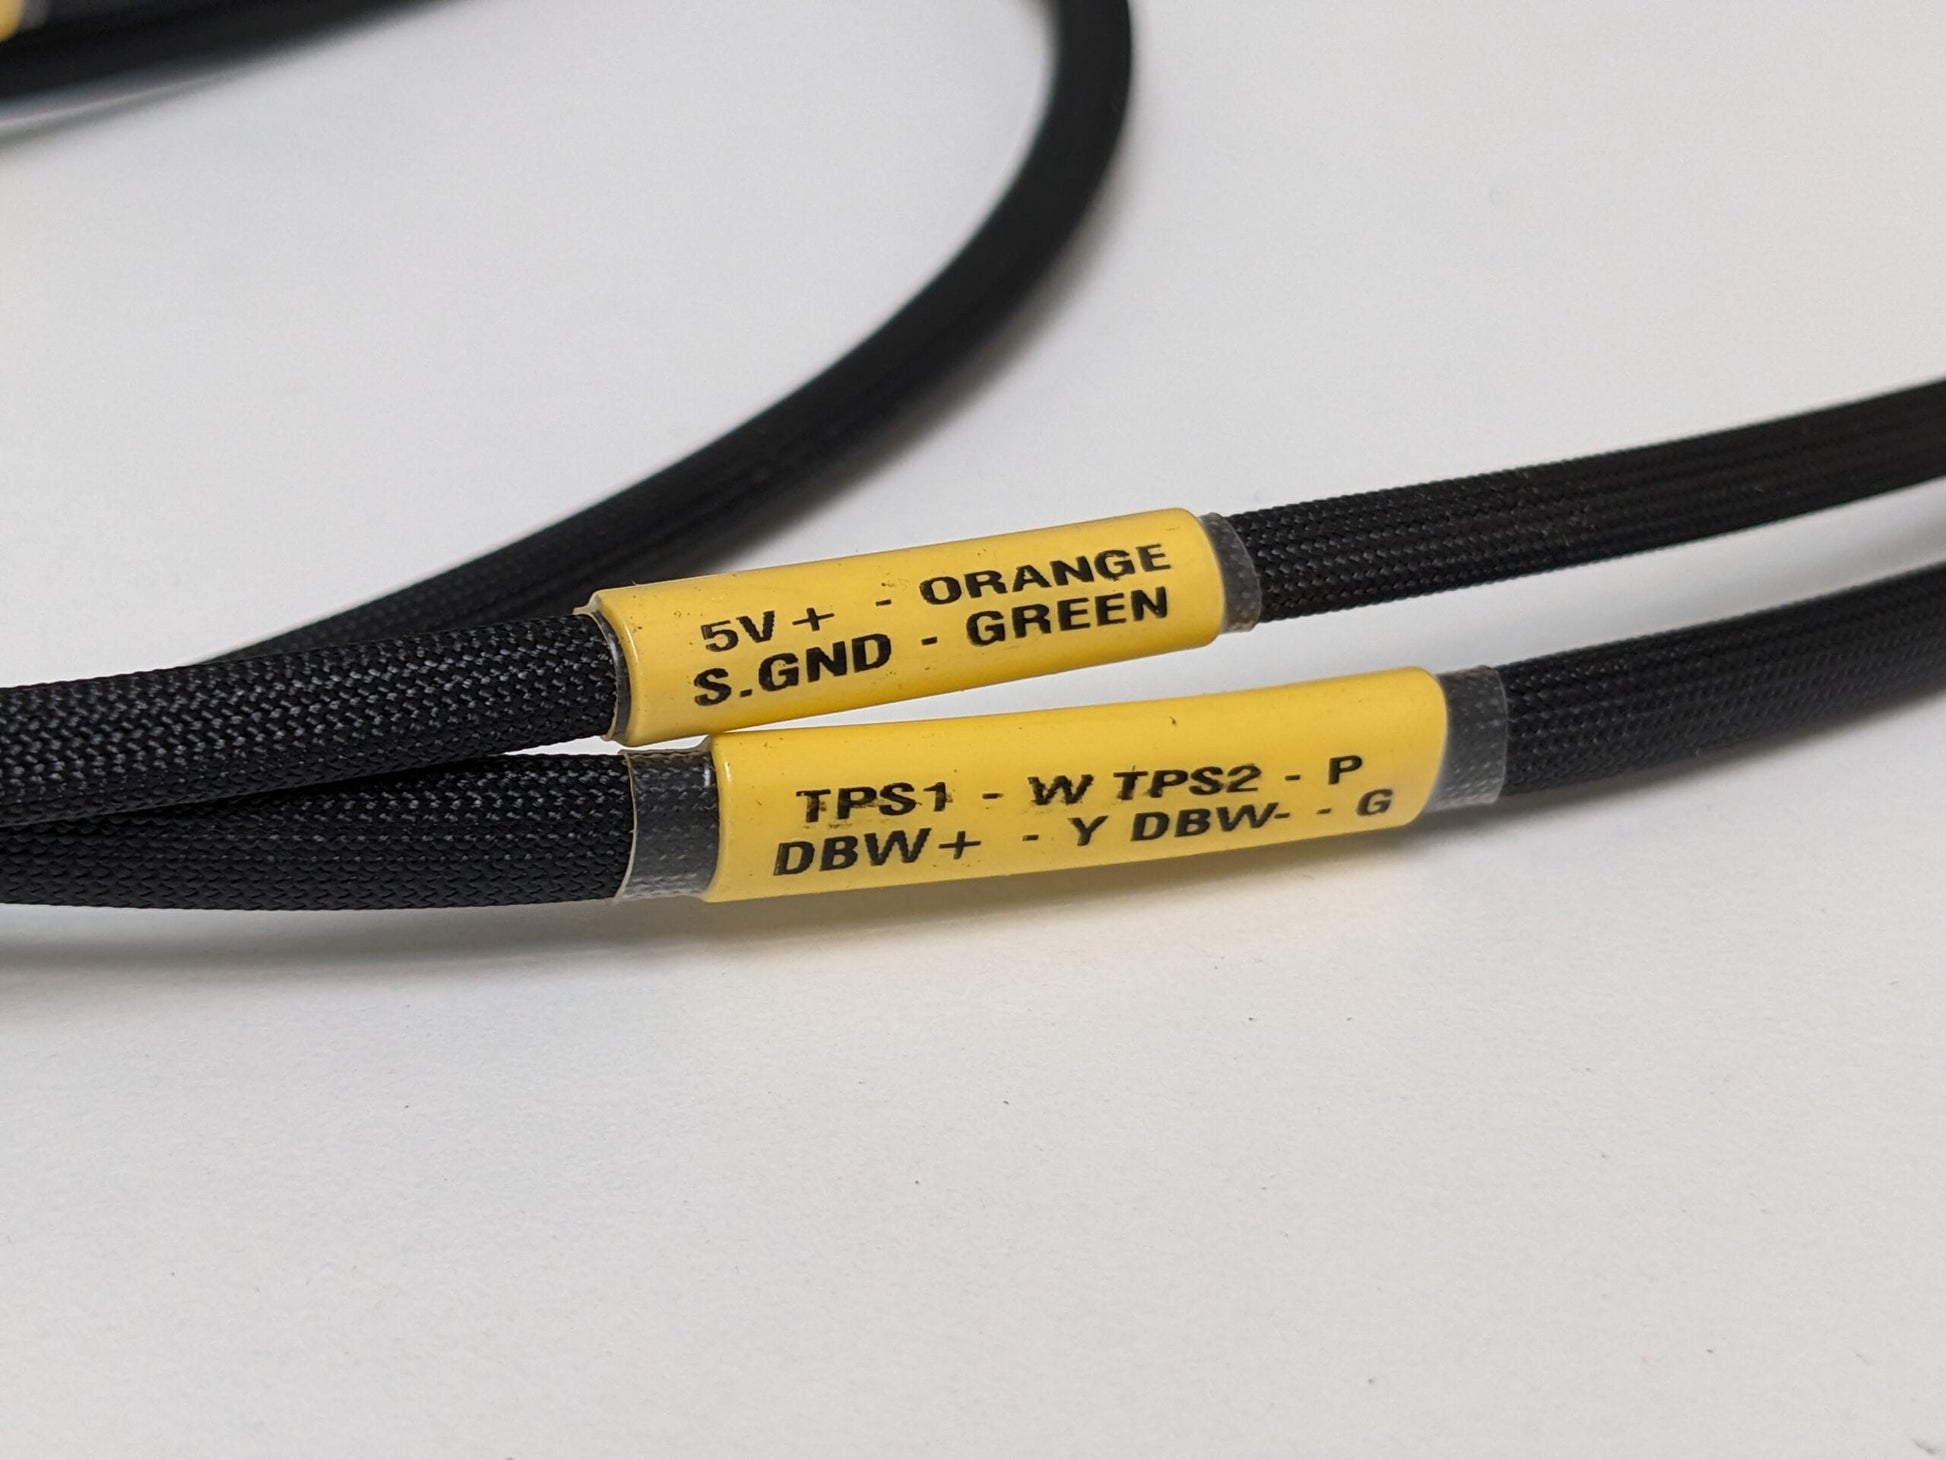 5V+ - ORANGE
S.GND - GREEN
TPS1 - W TPS2 - P
DBW+ - Y DBW- - G